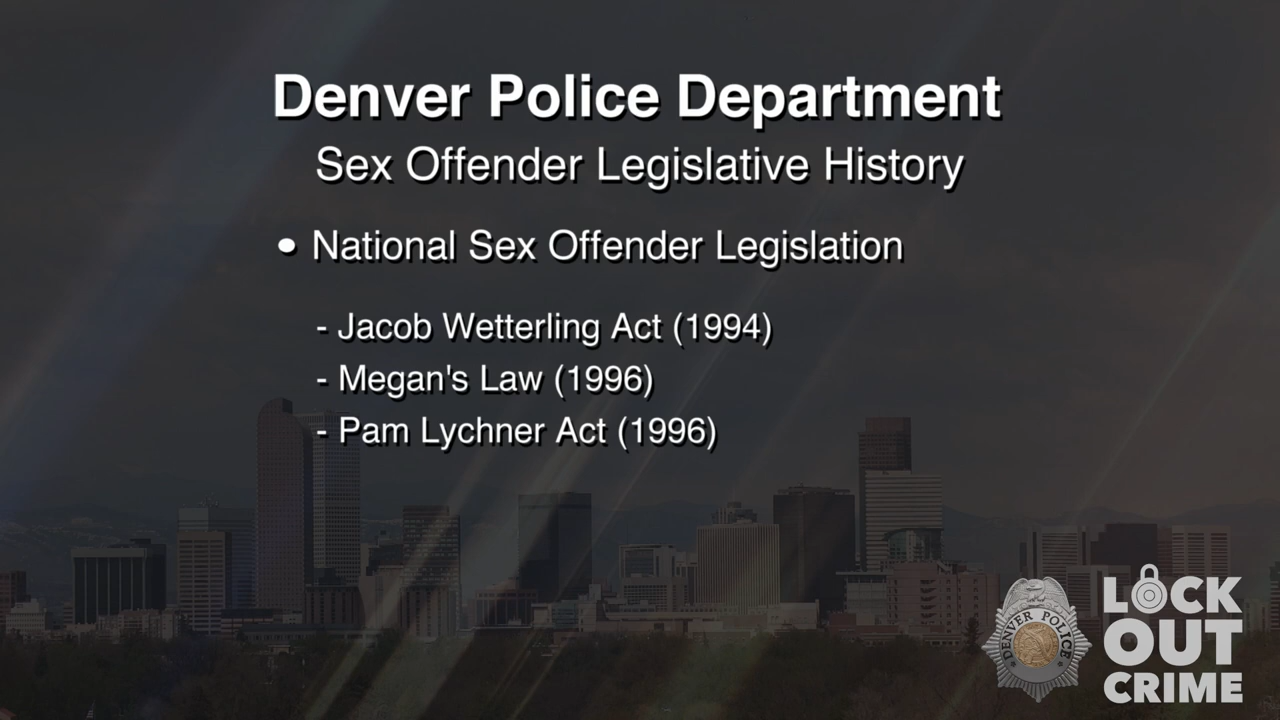 Denver Police Department
Sex Offender Legislative History
• National Sex Offender Legislation
- Jacob Wetterling Act (1994)
- Megan's Law (1996)
- Pam Lychner Act (1996)
DENVER POLICE
LOCK
OUT
CRIME